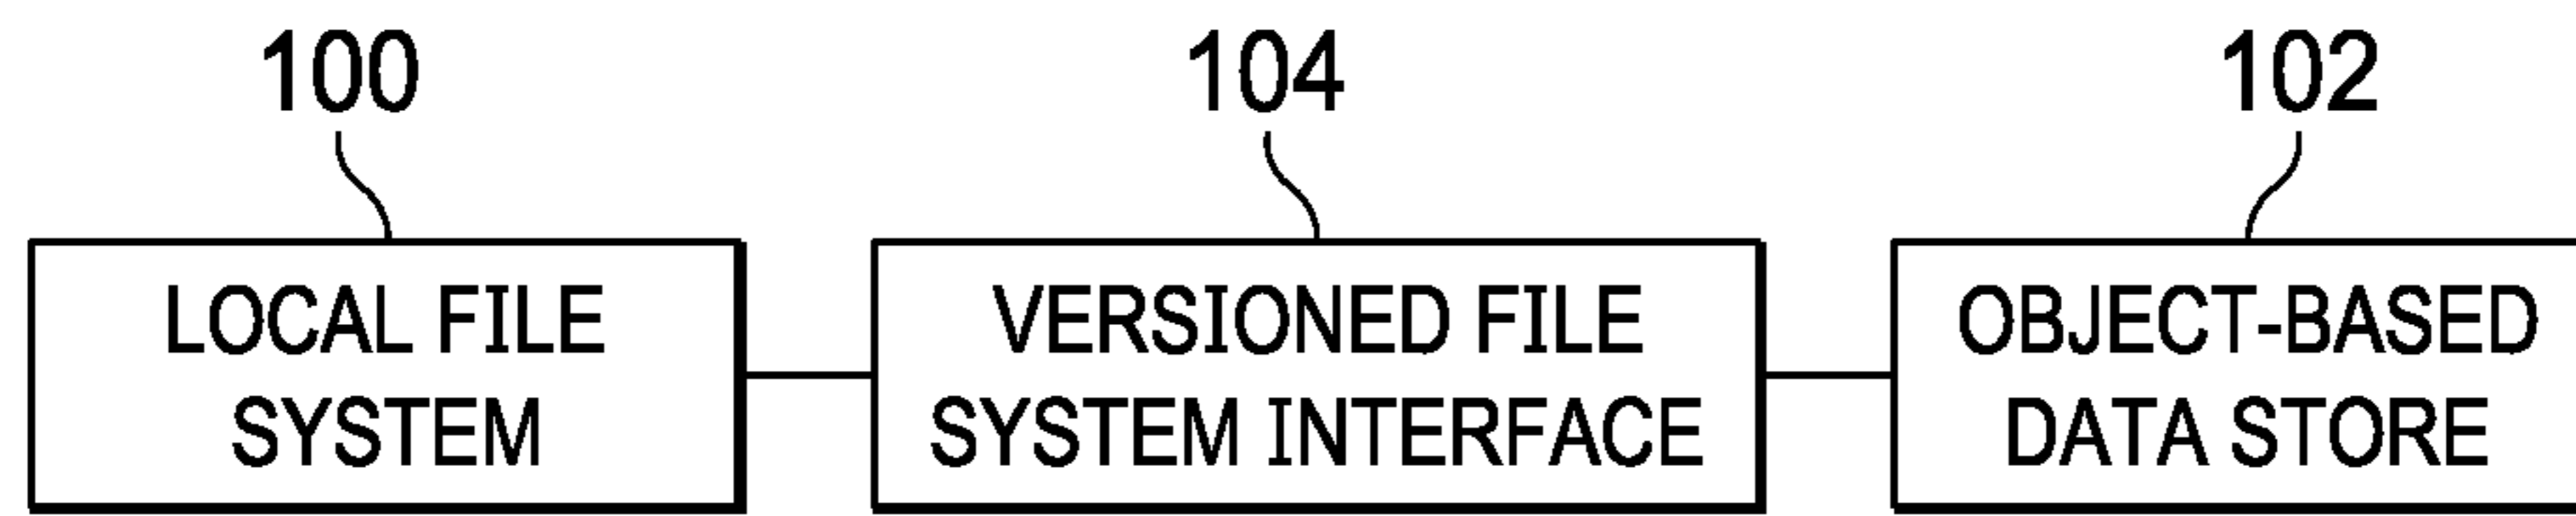 100 104 102
LOCAL FILE VERSIONED FILE OBJECT-BASED
SYSTEM SYSTEM INTERFACE DATA STORE